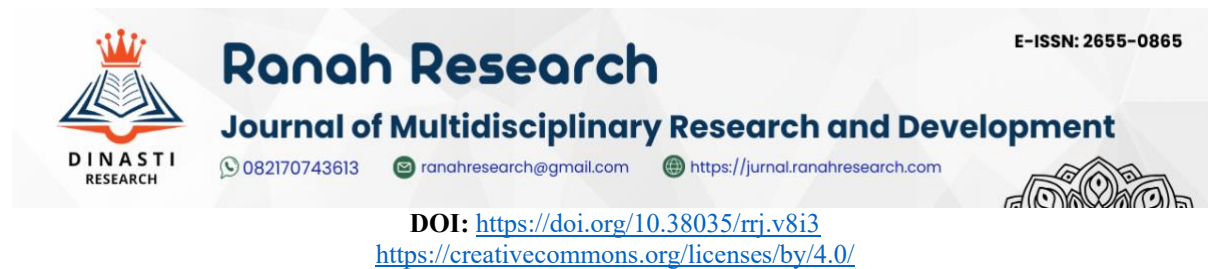 E-ISSN: 2655-0865
Ranah Research
Journal of Multidisciplinary Research and Development
DINASTI
RESEARCH
082170743613 ranahresearch@gmail.com https://jurnal.ranahresearch.com
DOI: https://doi.org/10.38035/rrj.v8i3
https://creativecommons.org/licenses/by/4.0/